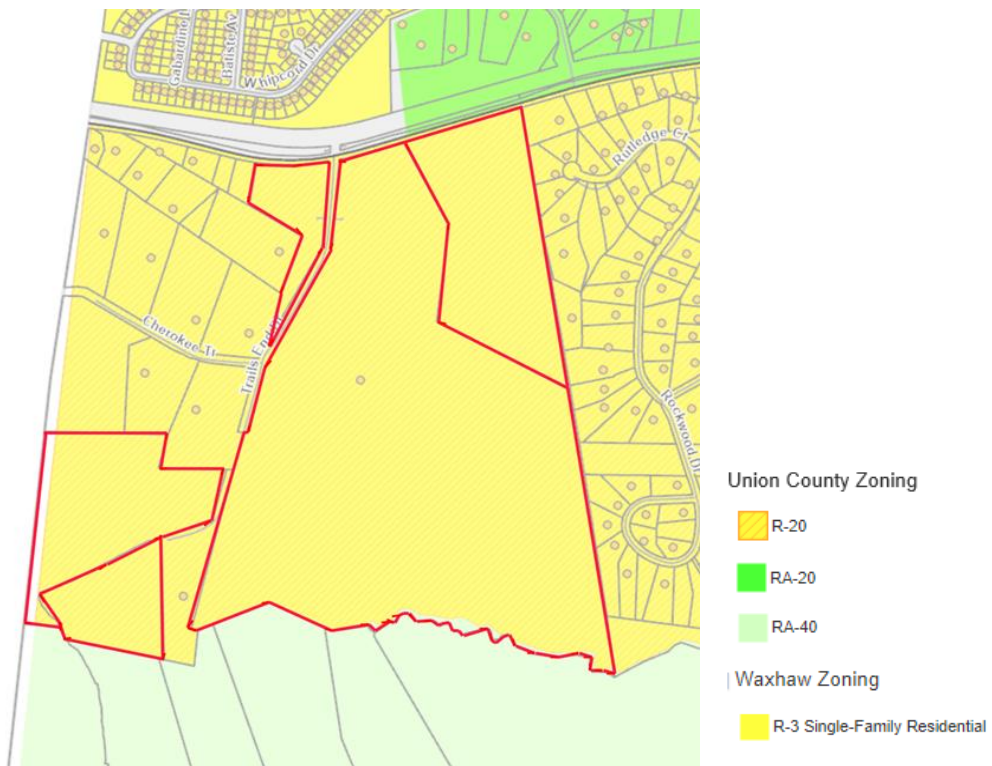 Gabardine L
Batiste Av
Whipcord Dr
Rutledge Ct
Cherokee Tr
Trails End
Rockwood Dr
Union County Zoning
R-20
RA-20
RA-40
Waxhaw Zoning
R-3 Single-Family Residential